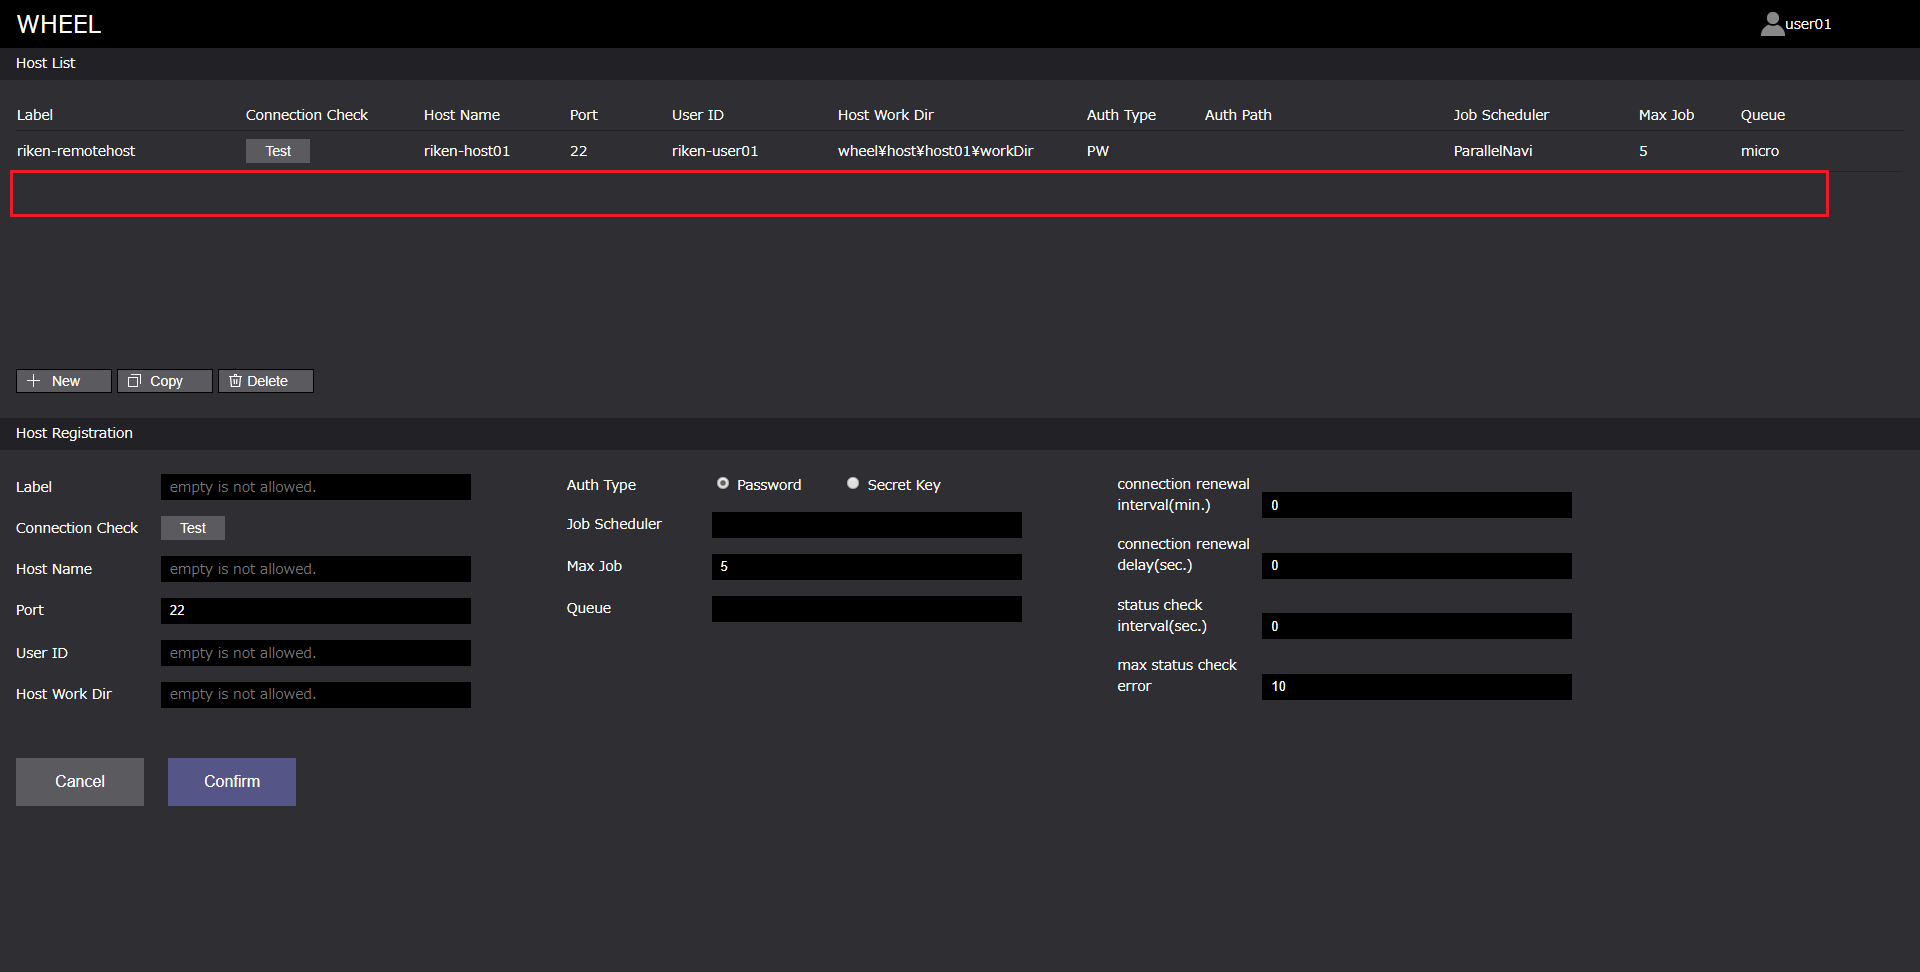 WHEEL
user01
Host List
Label Connection Check Host Name Port User ID Host Work Dir Auth Type Auth Path Job Scheduler Max Job Queue
riken-remotehost Test riken-host01 22 riken-user01 wheel¥host¥host01¥workDir PW ParallelNavi 5 micro
New Copy Delete
Host Registration
Label empty is not allowed.
Connection Check Test
Host Name empty is not allowed.
Port 22
User ID empty is not allowed.
Host Work Dir empty is not allowed.
Auth Type Password Secret Key
Job Scheduler
Max Job 5
Queue
connection renewal
interval(min.) 0
connection renewal
delay(sec.) 0
status check
interval(sec.) 0
max status check
error 10
Cancel Confirm